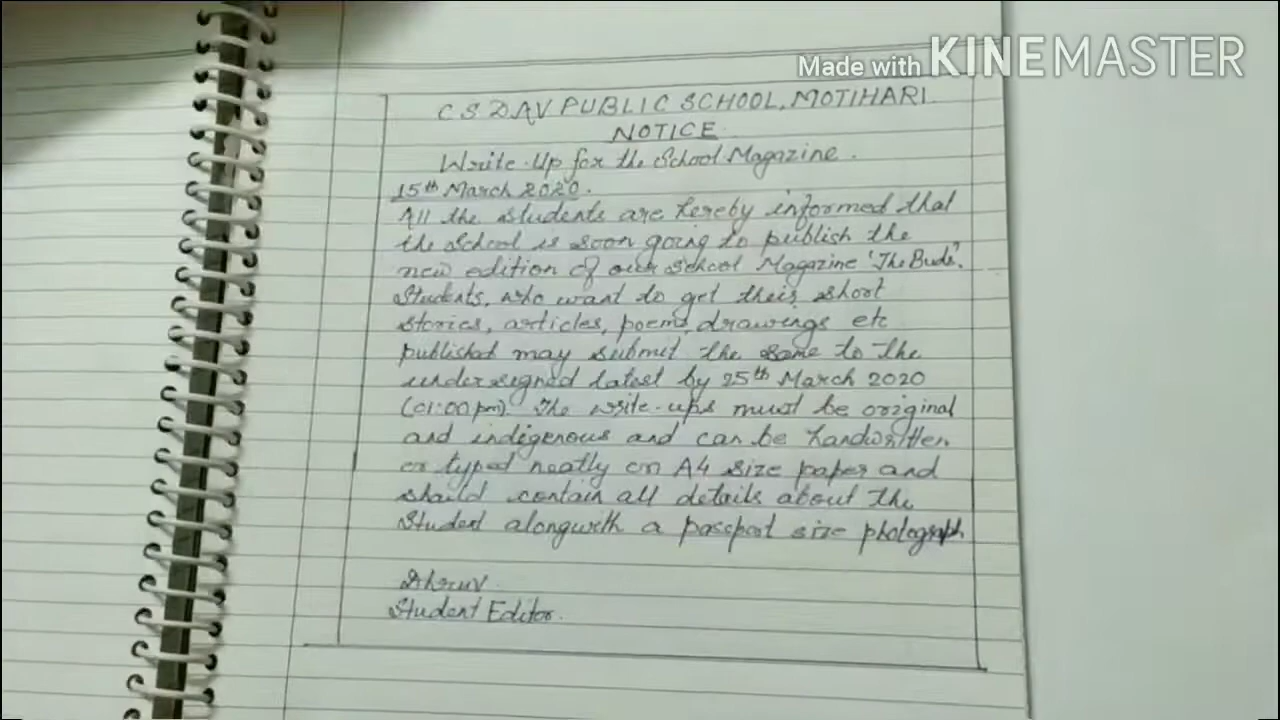 Made with KINEMASTER
C S DAV PUBLIC SCHOOL, MOTIHARI
NOTICE
Write-Up for the School Magazine.
15th March 2020.
All the students are hereby informed that
the school is soon going to publish the
new edition of our School Magazine 'The Buds'.
Students, who want to get their short
stories, articles, poems, drawings etc
published may submit the same to the
undersigned latest by 25th March 2020
(01:00 pm). The write-ups must be original
and indigenous and can be handwritten
or typed neatly on A4 size paper and
should contain all details about the
Student alongwith a passport size photograph
Dhruv
Student Editor.